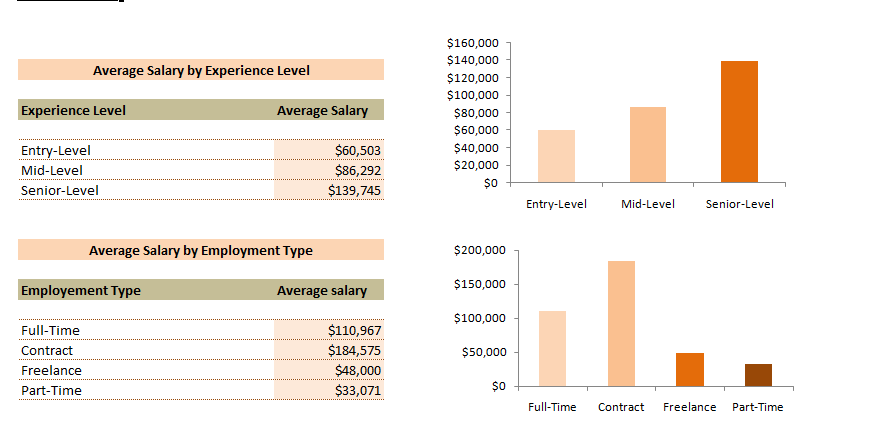 Average Salary by Experience Level
Experience Level Average Salary
Entry-Level $60,503
Mid-Level $86,292
Senior-Level $139,745
$160,000
$140,000
$120,000
$100,000
$80,000
$60,000
$40,000
$20,000
$0
Entry-Level Mid-Level Senior-Level
Average Salary by Employment Type
Employement Type Average salary
Full-Time $110,967
Contract $184,575
Freelance $48,000
Part-Time $33,071
$200,000
$150,000
$100,000
$50,000
$0
Full-Time Contract Freelance Part-Time